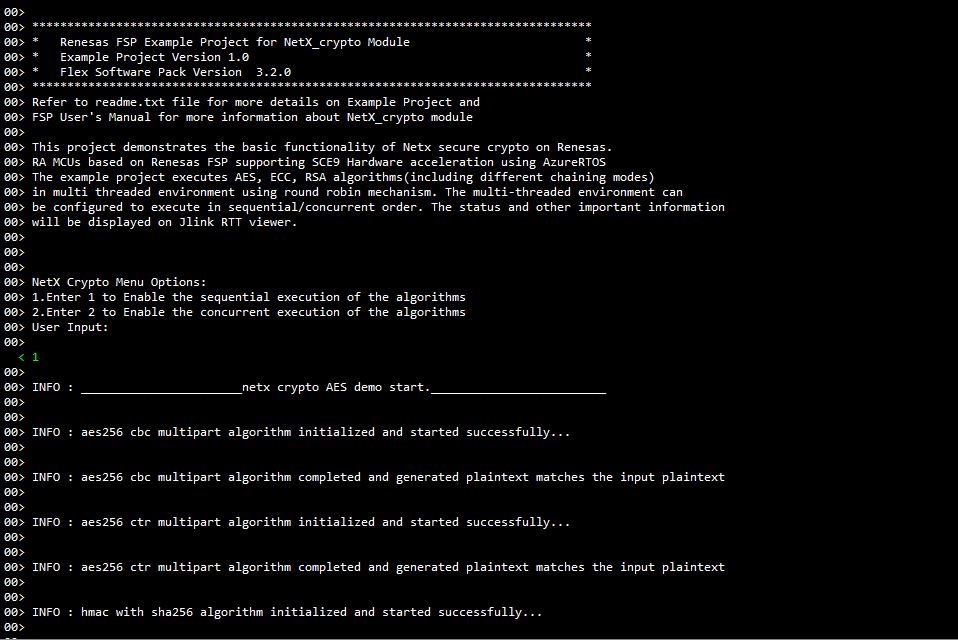 00>
00> ********************************************************************************
00> *   Renesas FSP Example Project for NetX_crypto Module                         *
00> *   Example Project Version 1.0                                                *
00> *   Flex Software Pack Version  3.2.0                                          *
00> ********************************************************************************
00> Refer to readme.txt file for more details on Example Project and
00> FSP User's Manual for more information about NetX_crypto module
00>
00> This project demonstrates the basic functionality of Netx secure crypto on Renesas.
00> RA MCUs based on Renesas FSP supporting SCE9 Hardware acceleration using AzureRTOS
00> The example project executes AES, ECC, RSA algorithms(including different chaining modes)
00> in multi threaded environment using round robin mechanism. The multi-threaded environment can
00> be configured to execute in sequential/concurrent order. The status and other important information
00> will be displayed on Jlink RTT viewer.
00>
00>
00>
00> NetX Crypto Menu Options:
00> 1.Enter 1 to Enable the sequential execution of the algorithms
00> 2.Enter 2 to Enable the concurrent execution of the algorithms
00> User Input:
00>
< 1
00>
00> INFO : _______________________netx crypto AES demo start._________________________
00>
00>
00> INFO : aes256 cbc multipart algorithm initialized and started successfully...
00>
00>
00> INFO : aes256 cbc multipart algorithm completed and generated plaintext matches the input plaintext
00>
00>
00> INFO : aes256 ctr multipart algorithm initialized and started successfully...
00>
00>
00> INFO : aes256 ctr multipart algorithm completed and generated plaintext matches the input plaintext
00>
00>
00> INFO : hmac with sha256 algorithm initialized and started successfully...
00>